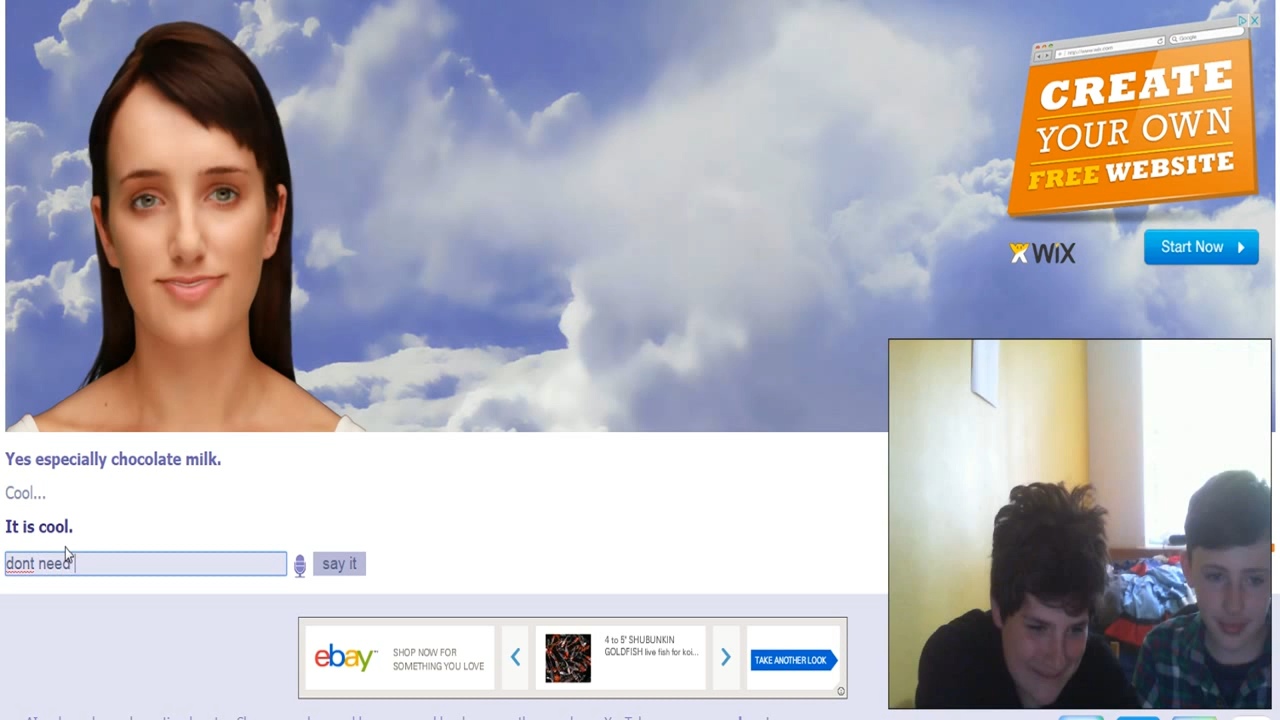 CREATE
YOUR OWN
FREE WEBSITE
Google
WiX
Start Now
Yes especially chocolate milk.
Cool...
It is cool.
dont need
say it
ebay
SHOP NOW FOR
SOMETHING YOU LOVE
4 to 5" SHUBUNKIN
GOLDFISH live fish for koi...
TAKE ANOTHER LOOK